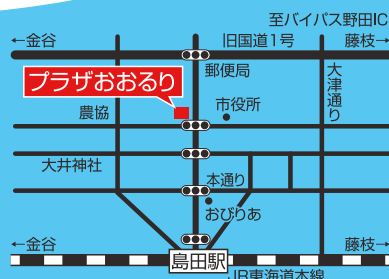 至バイパス野田IC
←金谷
旧国道1号
藤枝→
プラザおおるり
郵便局
大津通り
農協
市役所
大井神社
本通り
おびりあ
←金谷
藤枝→
島田駅
JR東海道本線